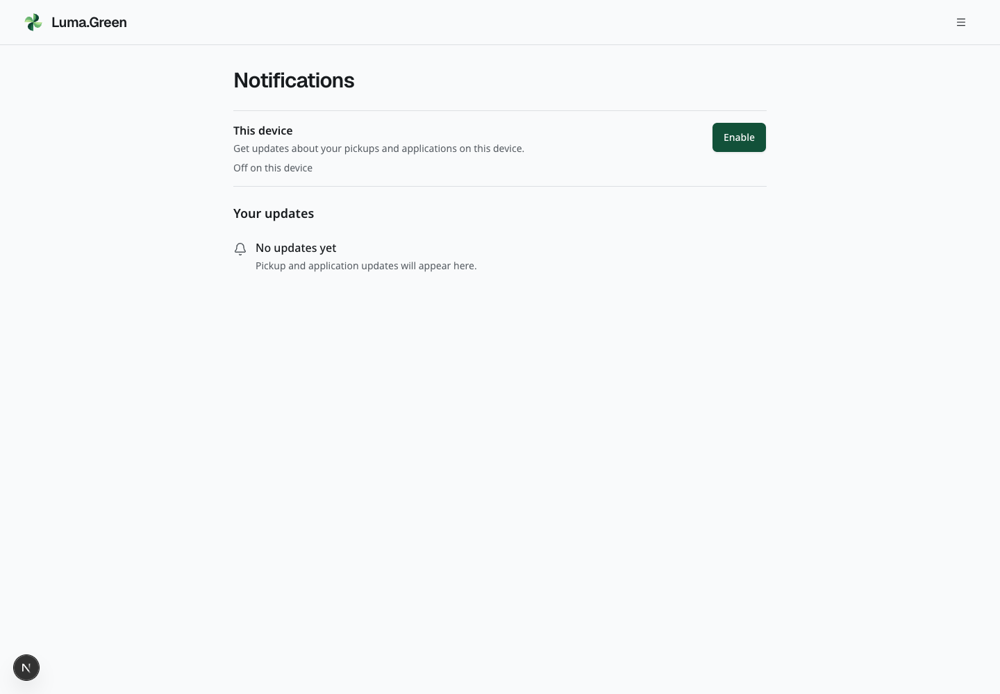 Luma.Green
Notifications
This device
Get updates about your pickups and applications on this device.
Off on this device
Enable
Your updates
No updates yet
Pickup and application updates will appear here.
N